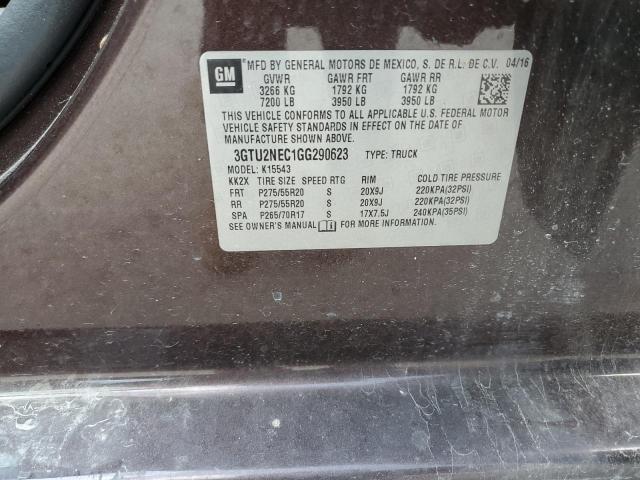 GM MFD BY GENERAL MOTORS DE MEXICO, S. DE R.L. DE C.V. 04/16
GVWR GAWR FRT GAWR RR
3266 KG 1792 KG 1792 KG
7200 LB 3950 LB 3950 LB
THIS VEHICLE CONFORMS TO ALL APPLICABLE U.S. FEDERAL MOTOR
VEHICLE SAFETY STANDARDS IN EFFECT ON THE DATE OF
MANUFACTURE SHOWN ABOVE.
3GTU2NEC1GG290623 TYPE: TRUCK
MODEL: K15543
KK2X TIRE SIZE SPEED RTG RIM COLD TIRE PRESSURE
FRT P275/55R20 S 20X9J 220KPA(32PSI)
RR P275/55R20 S 20X9J 220KPA(32PSI)
SPA P265/70R17 S 17X7.5J 240KPA(35PSI)
SEE OWNER'S MANUAL FOR MORE INFORMATION.